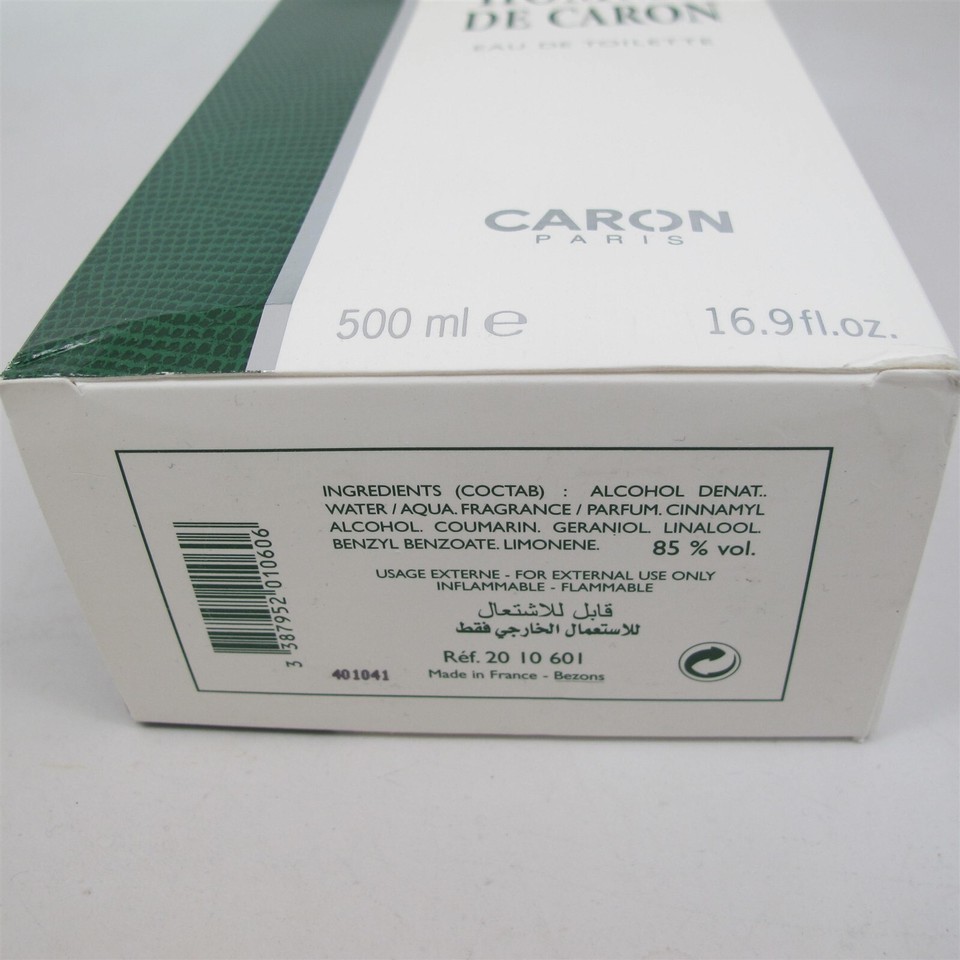 DE CARON
EAU DE TOILETTE
CARON
PARIS
500 ml ℮
16.9 fl.oz.
INGREDIENTS (COCTAB) : ALCOHOL DENAT..
WATER / AQUA. FRAGRANCE / PARFUM. CINNAMYL
ALCOHOL. COUMARIN. GERANIOL. LINALOOL.
BENZYL BENZOATE. LIMONENE. 85 % vol.
USAGE EXTERNE - FOR EXTERNAL USE ONLY
INFLAMMABLE - FLAMMABLE
قابل للاشتعال
للاستعمال الخارجي فقط
Réf. 20 10 601
Made in France - Bezons
401041
3 387952 010606